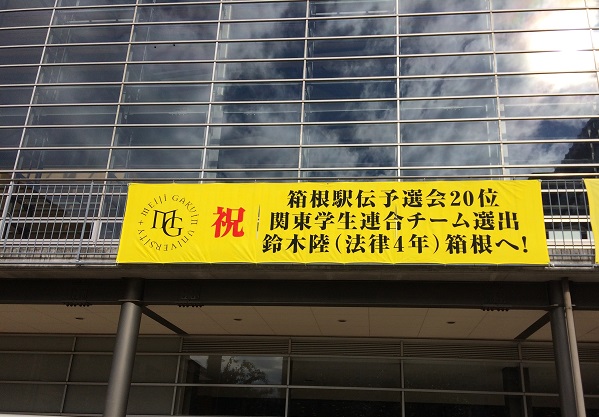 MEIJI GAKUIN UNIVERSITY
MG
祝
箱根駅伝予選会20位
関東学生連合チーム選出
鈴木陸(法律4年)箱根へ!